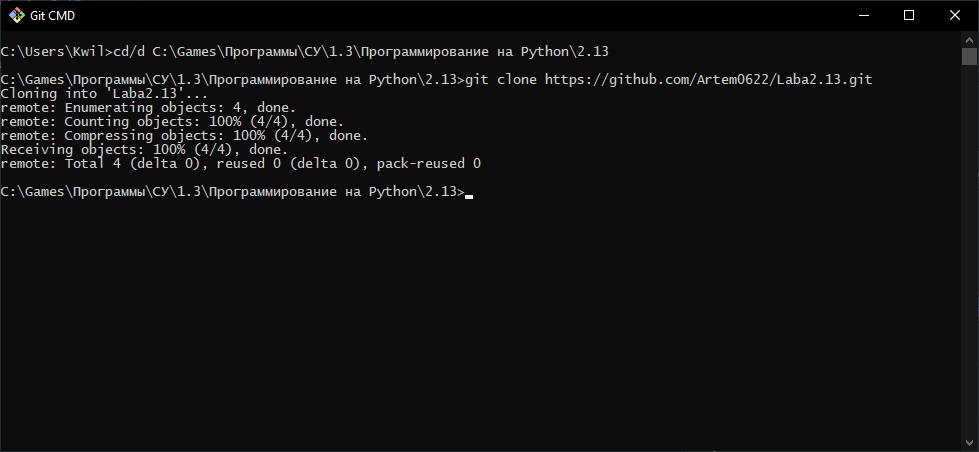 Git CMD
C:\Users\Kwil>cd/d C:\Games\Программы\СУ\1.3\Программирование на Python\2.13
C:\Games\Программы\СУ\1.3\Программирование на Python\2.13>git clone https://github.com/Artem0622/Laba2.13.git
Cloning into 'Laba2.13'...
remote: Enumerating objects: 4, done.
remote: Counting objects: 100% (4/4), done.
remote: Compressing objects: 100% (4/4), done.
Receiving objects: 100% (4/4), done.
remote: Total 4 (delta 0), reused 0 (delta 0), pack-reused 0
C:\Games\Программы\СУ\1.3\Программирование на Python\2.13>